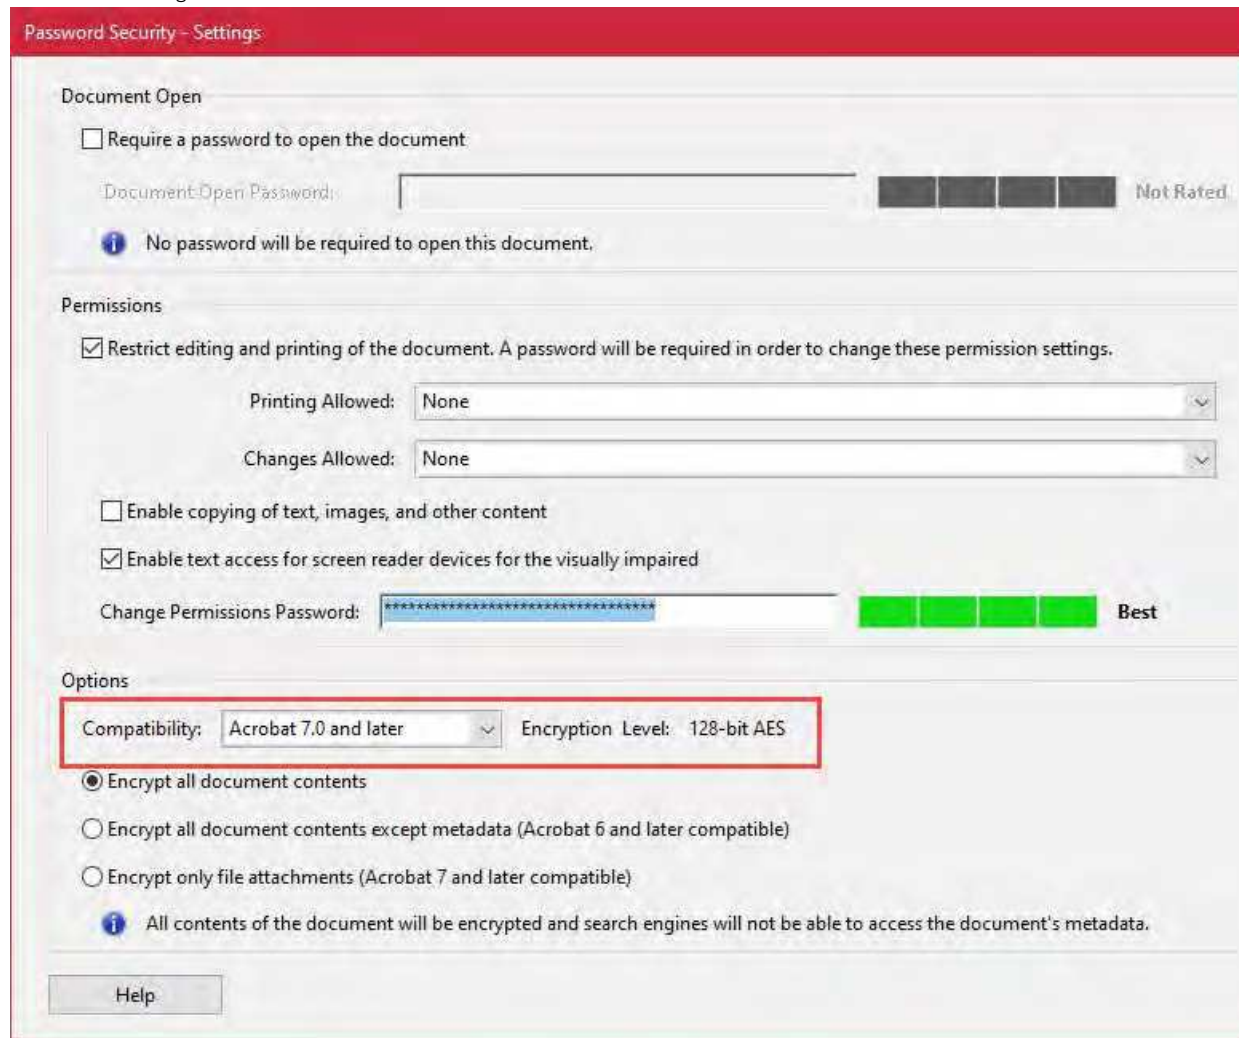 Password Security - Settings
Document Open
Require a password to open the document
Document Open Password:
Not Rated
No password will be required to open this document.
Permissions
Restrict editing and printing of the document. A password will be required in order to change these permission settings.
Printing Allowed: None
Changes Allowed: None
Enable copying of text, images, and other content
Enable text access for screen reader devices for the visually impaired
Change Permissions Password: ********************************** Best
Options
Compatibility: Acrobat 7.0 and later Encryption Level: 128-bit AES
Encrypt all document contents
Encrypt all document contents except metadata (Acrobat 6 and later compatible)
Encrypt only file attachments (Acrobat 7 and later compatible)
All contents of the document will be encrypted and search engines will not be able to access the document's metadata.
Help